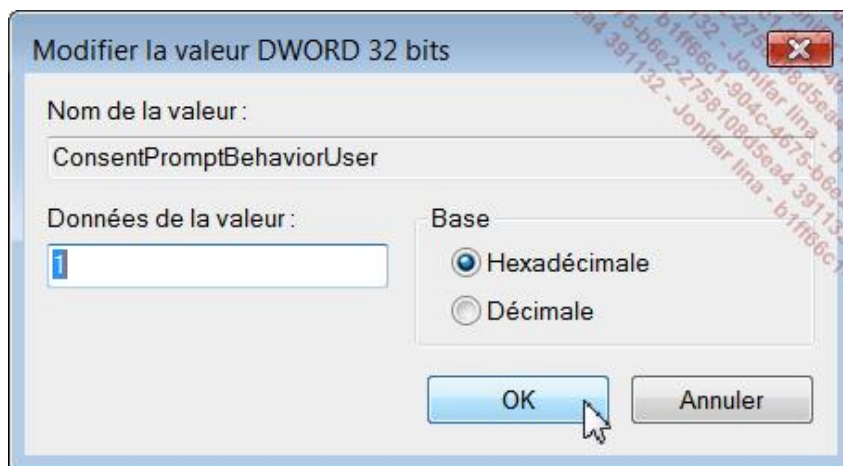 Modifier la valeur DWORD 32 bits
Nom de la valeur :
ConsentPromptBehaviorUser
Données de la valeur :
1
Base
Hexadécimale
Décimale
OK
Annuler